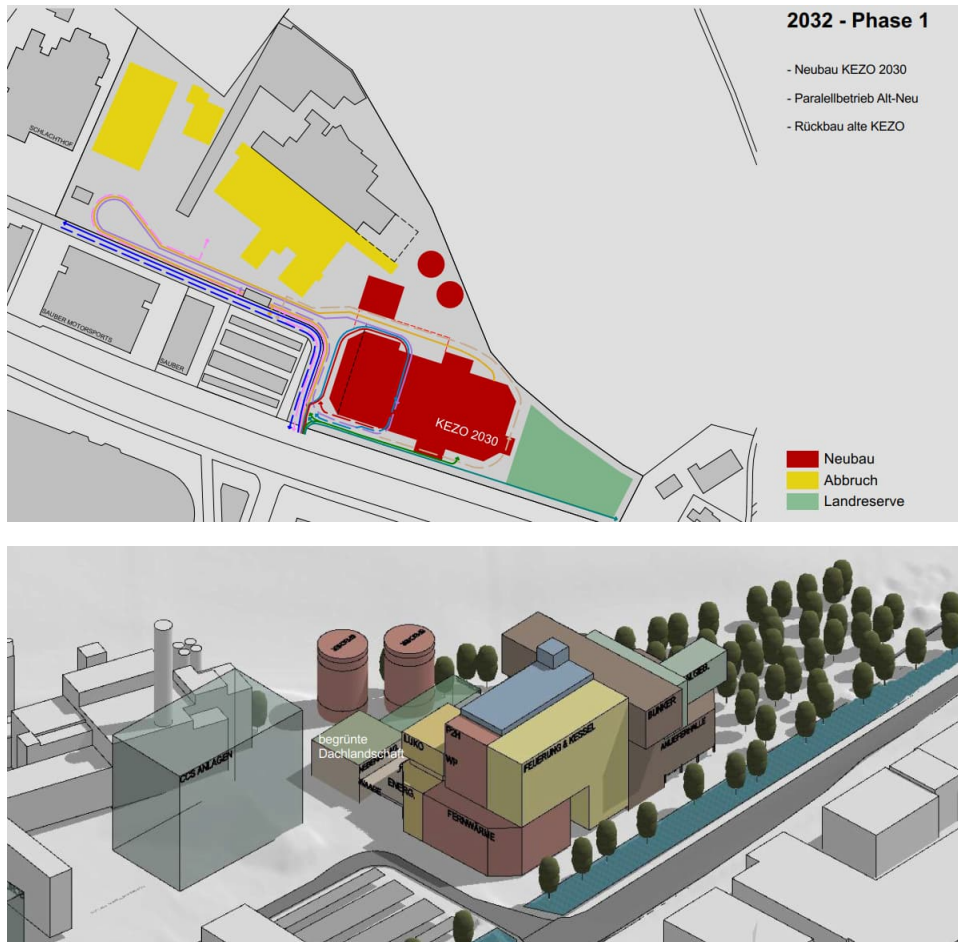 2032 - Phase 1
- Neubau KEZO 2030
- Paralellbetrieb Alt-Neu
- Rückbau alte KEZO
SCHLACHTHOF
SAUBER MOTORSPORTS
SAUBER
KEZO 2030
Neubau
Abbruch
Landreserve
begrünte
Dachlandschaft
CCS ANLAGEN
LUKO
P2H
WP
ENERG.
FERNWÄRME
FEUERUNG & KESSEL
BUNKER
ANLIEFERHALLE